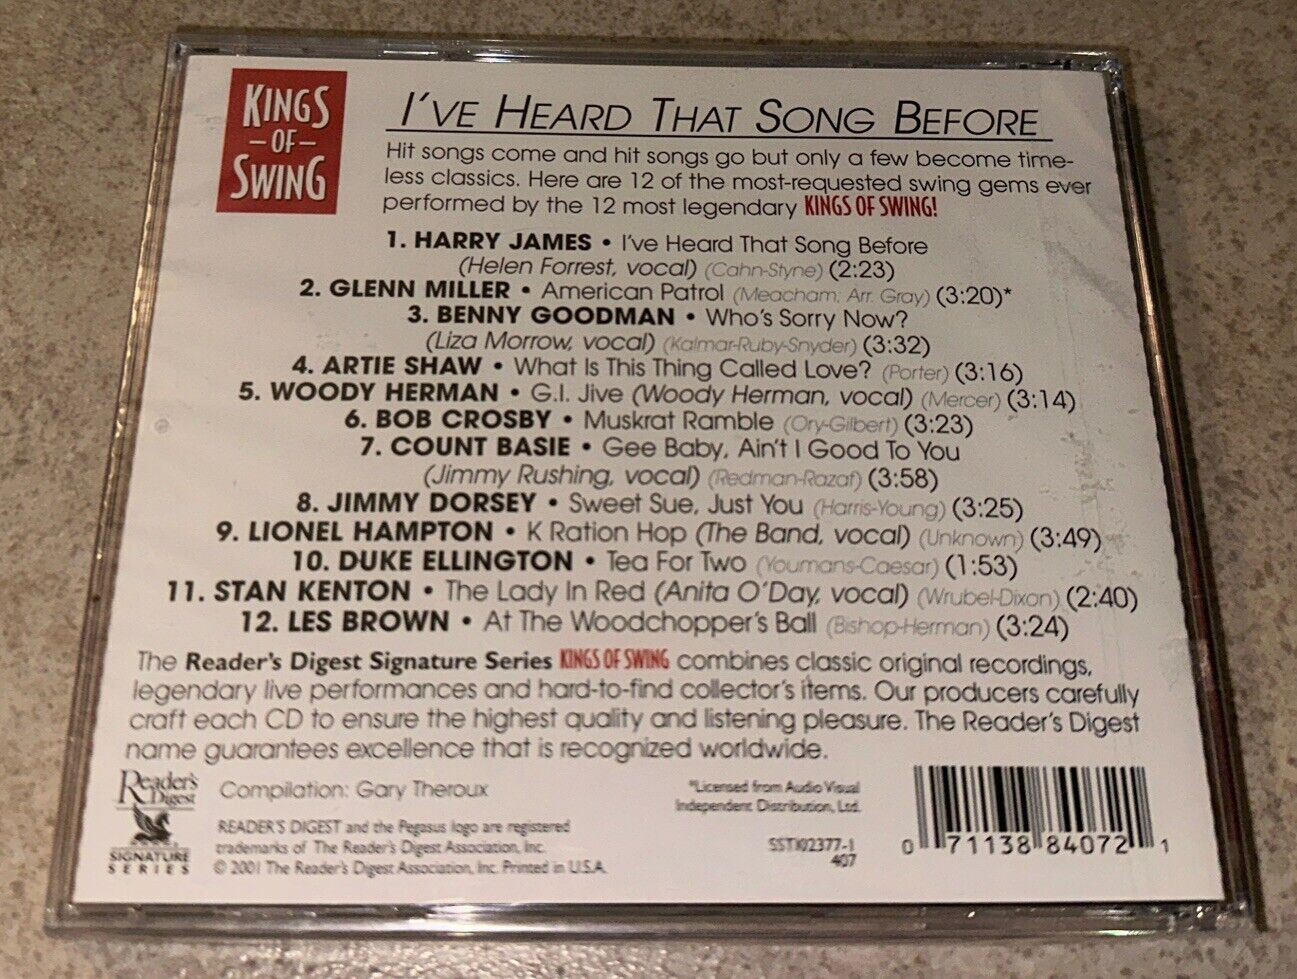 KINGS
-OF-
SWING
I'VE HEARD THAT SONG BEFORE
Hit songs come and hit songs go but only a few become time-
less classics. Here are 12 of the most-requested swing gems ever
performed by the 12 most legendary KINGS OF SWING!
1. HARRY JAMES • I've Heard That Song Before
(Helen Forrest, vocal) (Cahn-Styne) (2:23)
2. GLENN MILLER • American Patrol (Meacham; Arr. Gray) (3:20)*
3. BENNY GOODMAN • Who's Sorry Now?
(Liza Morrow, vocal) (Kalmar-Ruby-Snyder) (3:32)
4. ARTIE SHAW • What Is This Thing Called Love? (Porter) (3:16)
5. WOODY HERMAN • G.I. Jive (Woody Herman, vocal) (Mercer) (3:14)
6. BOB CROSBY • Muskrat Ramble (Ory-Gilbert) (3:23)
7. COUNT BASIE • Gee Baby, Ain't I Good To You
(Jimmy Rushing, vocal) (Redman-Razaf) (3:58)
8. JIMMY DORSEY • Sweet Sue, Just You (Harris-Young) (3:25)
9. LIONEL HAMPTON • K Ration Hop (The Band, vocal) (Unknown) (3:49)
10. DUKE ELLINGTON • Tea For Two (Youmans-Caesar) (1:53)
11. STAN KENTON • The Lady In Red (Anita O'Day, vocal) (Wrubel-Dixon) (2:40)
12. LES BROWN • At The Woodchopper's Ball (Bishop-Herman) (3:24)
The Reader's Digest Signature Series KINGS OF SWING combines classic original recordings,
legendary live performances and hard-to-find collector's items. Our producers carefully
craft each CD to ensure the highest quality and listening pleasure. The Reader's Digest
name guarantees excellence that is recognized worldwide.
Reader's
Digest
SIGNATURE
SERIES
Compilation: Gary Theroux
READER'S DIGEST and the Pegasus logo are registered
trademarks of The Reader's Digest Association, Inc.
© 2001 The Reader's Digest Association, Inc. Printed in U.S.A.
*Licensed from Audio Visual
Independent Distribution, Ltd.
SSTK02377-1
407
0 71138 84072 1